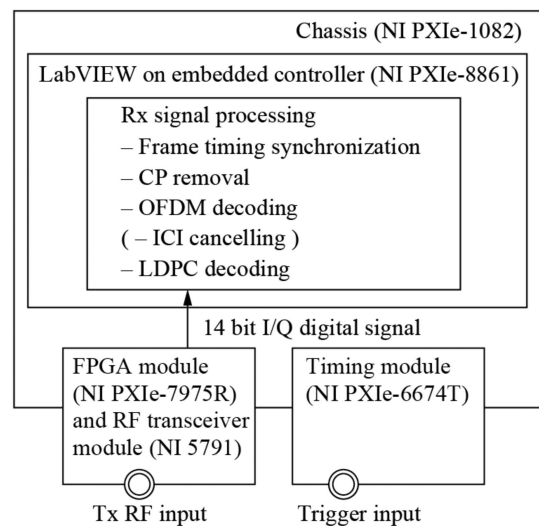 Chassis (NI PXIe-1082)
LabVIEW on embedded controller (NI PXIe-8861)
Rx signal processing
– Frame timing synchronization
– CP removal
– OFDM decoding
( – ICI cancelling )
– LDPC decoding
14 bit I/Q digital signal
FPGA module
(NI PXIe-7975R)
and RF transceiver
module (NI 5791)
Timing module
(NI PXIe-6674T)
Tx RF input
Trigger input